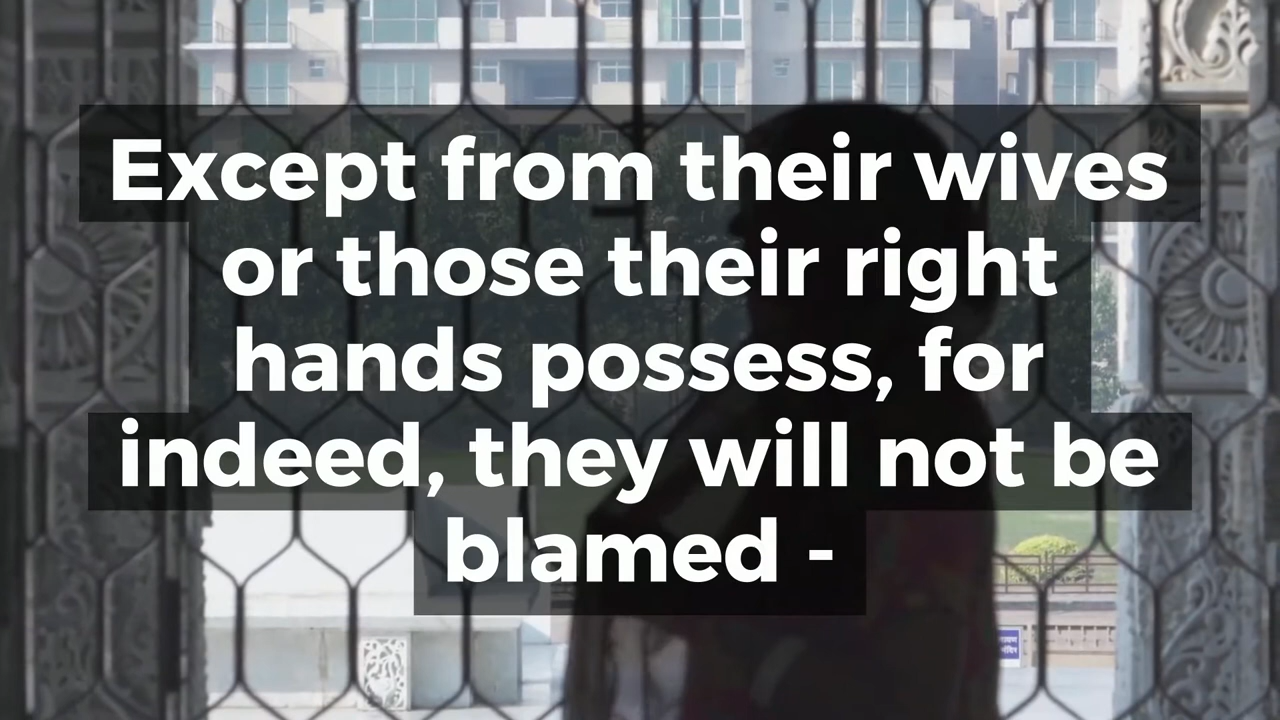 Except from their wives
or those their right
hands possess, for
indeed, they will not be
blamed -